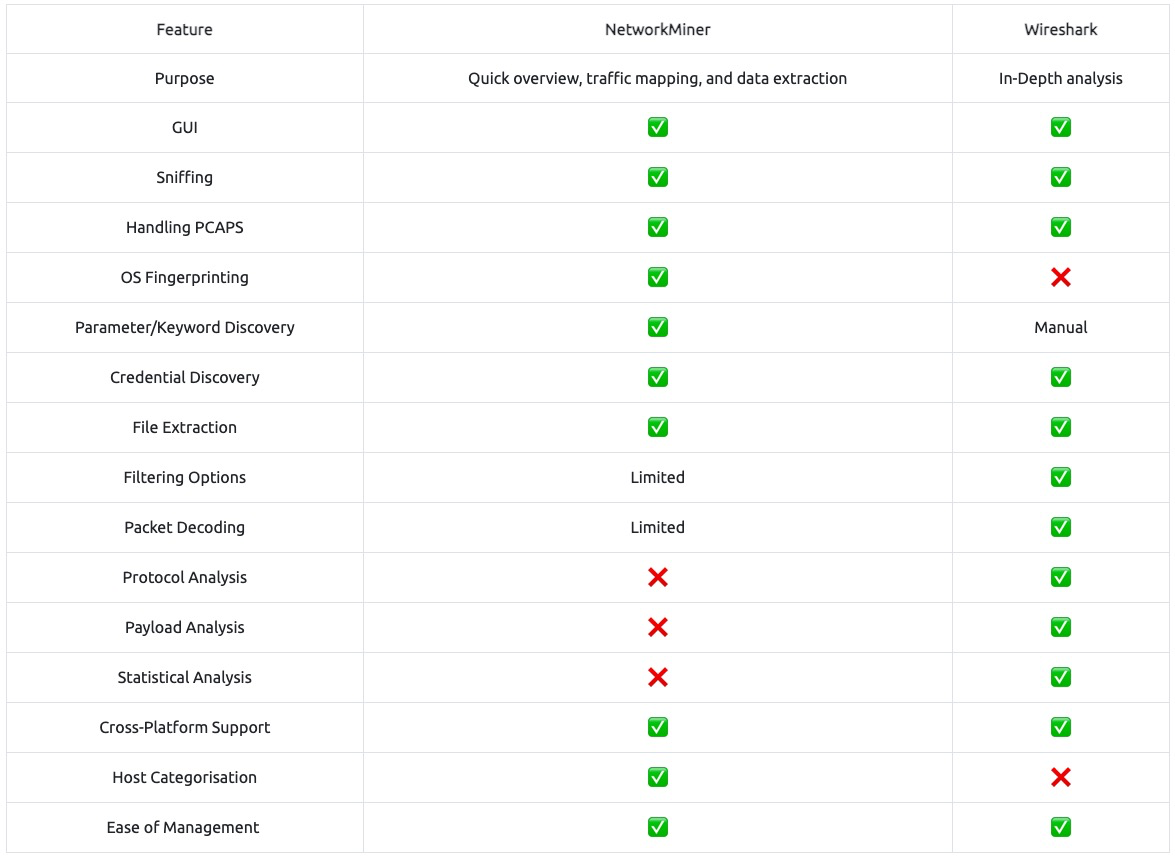 Feature NetworkMiner Wireshark
Purpose Quick overview, traffic mapping, and data extraction In-Depth analysis
GUI ✅ ✅
Sniffing ✅ ✅
Handling PCAPS ✅ ✅
OS Fingerprinting ✅ ❌
Parameter/Keyword Discovery ✅ Manual
Credential Discovery ✅ ✅
File Extraction ✅ ✅
Filtering Options Limited ✅
Packet Decoding Limited ✅
Protocol Analysis ❌ ✅
Payload Analysis ❌ ✅
Statistical Analysis ❌ ✅
Cross-Platform Support ✅ ✅
Host Categorisation ✅ ❌
Ease of Management ✅ ✅